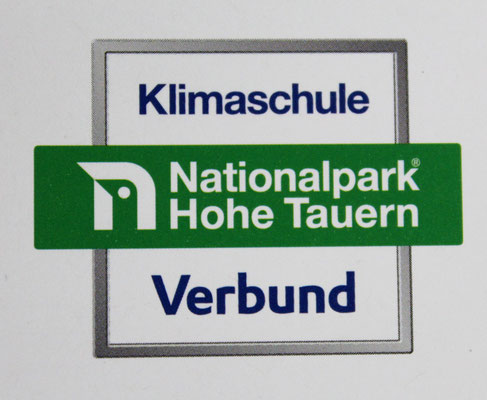 Klimaschule
Nationalpark®
Hohe Tauern
Verbund